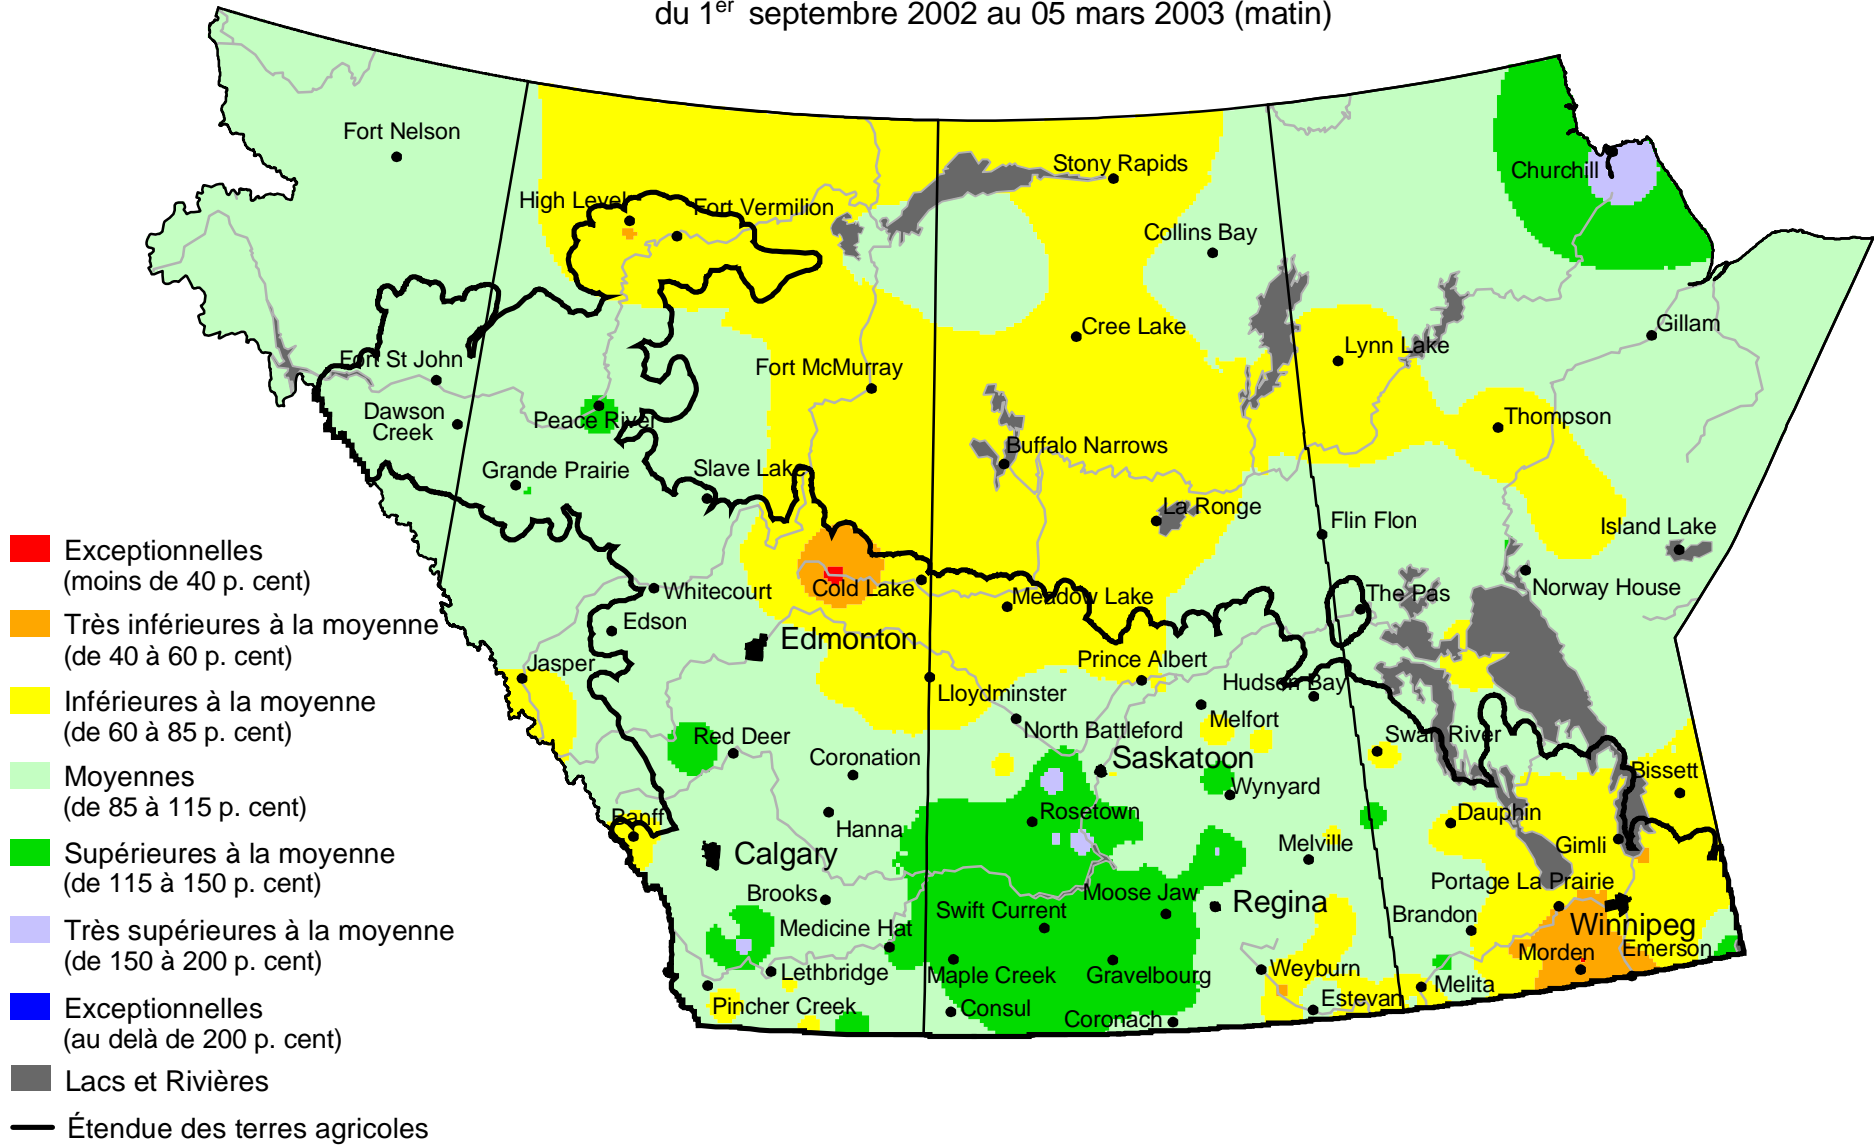 du 1er septembre 2002 au 05 mars 2003 (matin)
Fort Nelson
High Level
Fort Vermilion
Stony Rapids
Churchill
Collins Bay
Fort St John
Fort McMurray
Cree Lake
Lynn Lake
Gillam
Dawson
Creek
Peace River
Thompson
Grande Prairie
Slave Lake
Buffalo Narrows
La Ronge
Flin Flon
Island Lake
Whitecourt
Cold Lake
Meadow Lake
The Pas
Norway House
Edson
Edmonton
Jasper
Prince Albert
Hudson Bay
Lloydminster
Melfort
North Battleford
Red Deer
Coronation
Saskatoon
Swan River
Bissett
Wynyard
Banff
Hanna
Rosetown
Dauphin
Calgary
Melville
Gimli
Brooks
Moose Jaw
Portage La Prairie
Swift Current
Regina
Brandon
Winnipeg
Medicine Hat
Morden
Emerson
Lethbridge
Maple Creek
Gravelbourg
Weyburn
Melita
Pincher Creek
Consul
Coronach
Estevan
Exceptionnelles
(moins de 40 p. cent)
Très inférieures à la moyenne
(de 40 à 60 p. cent)
Inférieures à la moyenne
(de 60 à 85 p. cent)
Moyennes
(de 85 à 115 p. cent)
Supérieures à la moyenne
(de 115 à 150 p. cent)
Très supérieures à la moyenne
(de 150 à 200 p. cent)
Exceptionnelles
(au delà de 200 p. cent)
Lacs et Rivières
Étendue des terres agricoles